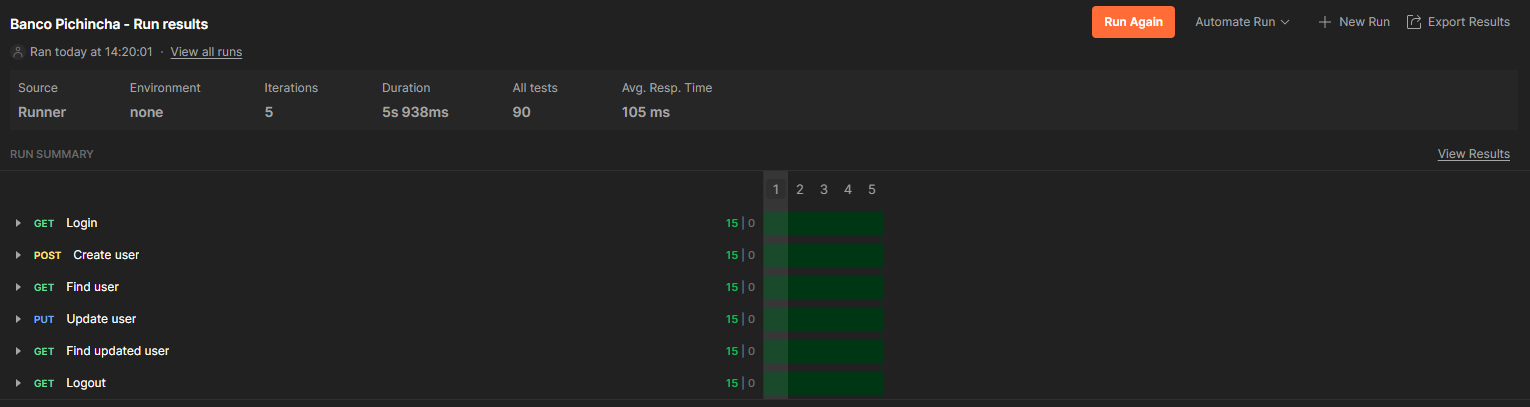 Banco Pichincha - Run results
Run Again Automate Run New Run Export Results
Ran today at 14:20:01 · View all runs
Source Environment Iterations Duration All tests Avg. Resp. Time
Runner none 5 5s 938ms 90 105 ms
RUN SUMMARY View Results
1 2 3 4 5
GET Login 15 | 0
POST Create user 15 | 0
GET Find user 15 | 0
PUT Update user 15 | 0
GET Find updated user 15 | 0
GET Logout 15 | 0